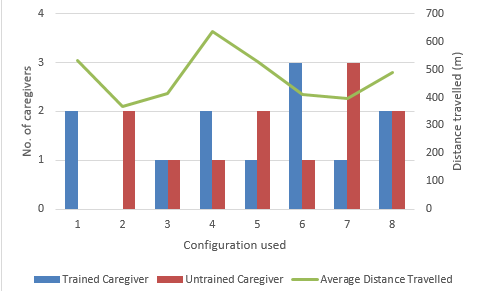 4
3
2
1
0
No. of caregivers
700
600
500
400
300
200
100
0
Distance travelled (m)
1 2 3 4 5 6 7 8
Configuration used
Trained Caregiver Untrained Caregiver Average Distance Travelled